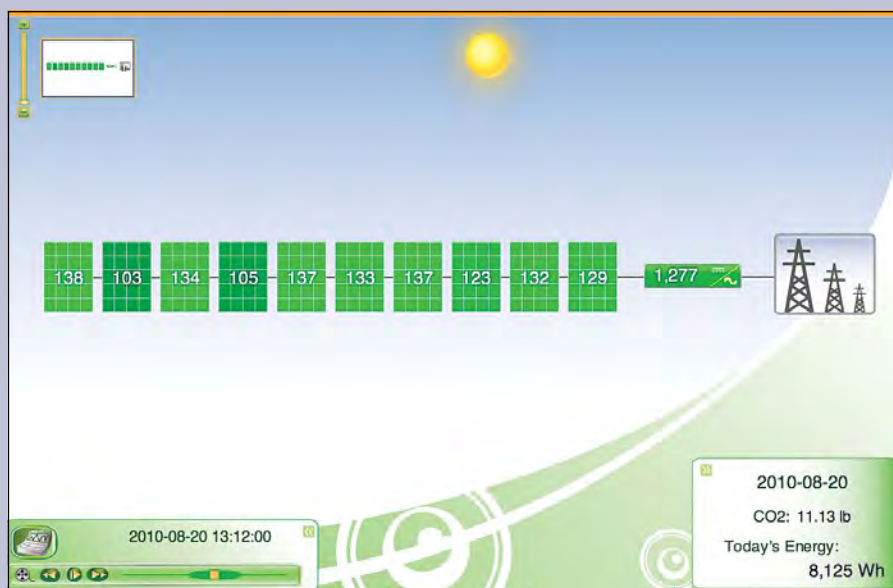 138 103 134 105 137 133 137 123 132 129 1,277
2010-08-20
CO2: 11.13 lb
Today's Energy:
8,125 Wh
2010-08-20 13:12:00